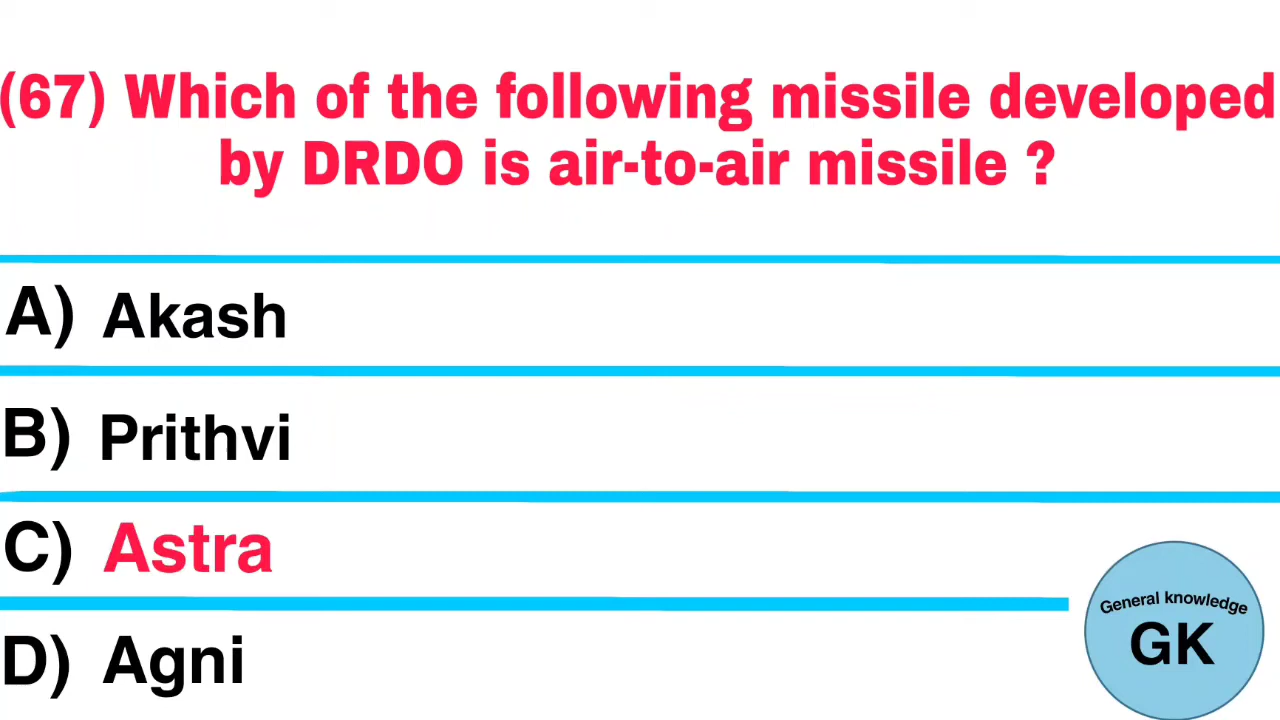 (67) Which of the following missile developed
by DRDO is air-to-air missile ?
A) Akash
B) Prithvi
C) Astra
D) Agni
General knowledge
GK